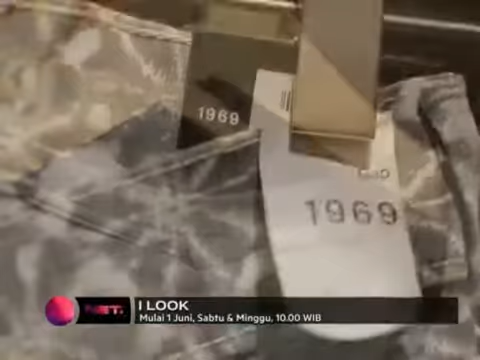 1969
1969
NET.
I LOOK
Mulai 1 Juni, Sabtu & Minggu, 10.00 WIB